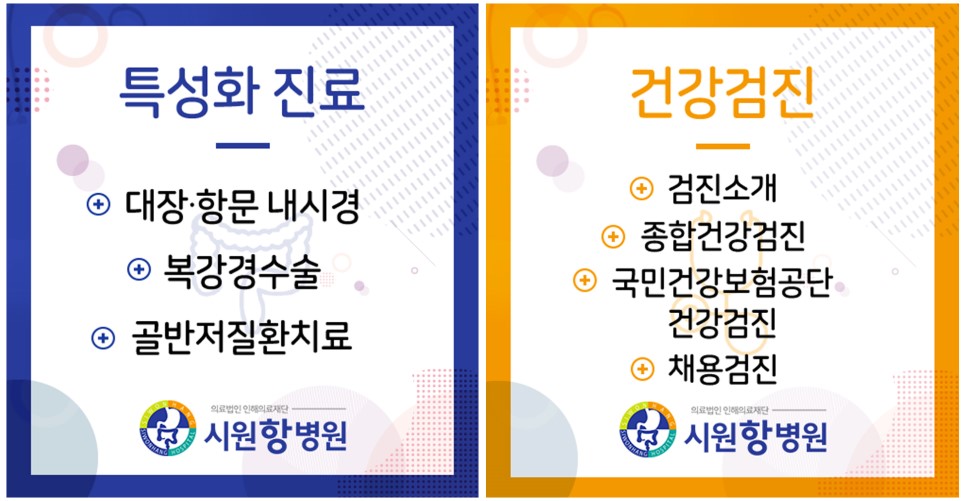 특성화 진료
대장·항문 내시경
복강경수술
골반저질환치료
의료법인 인해의료재단
시원항병원
건강검진
검진소개
종합건강검진
국민건강보험공단
건강검진
채용검진
의료법인 인해의료재단
시원항병원